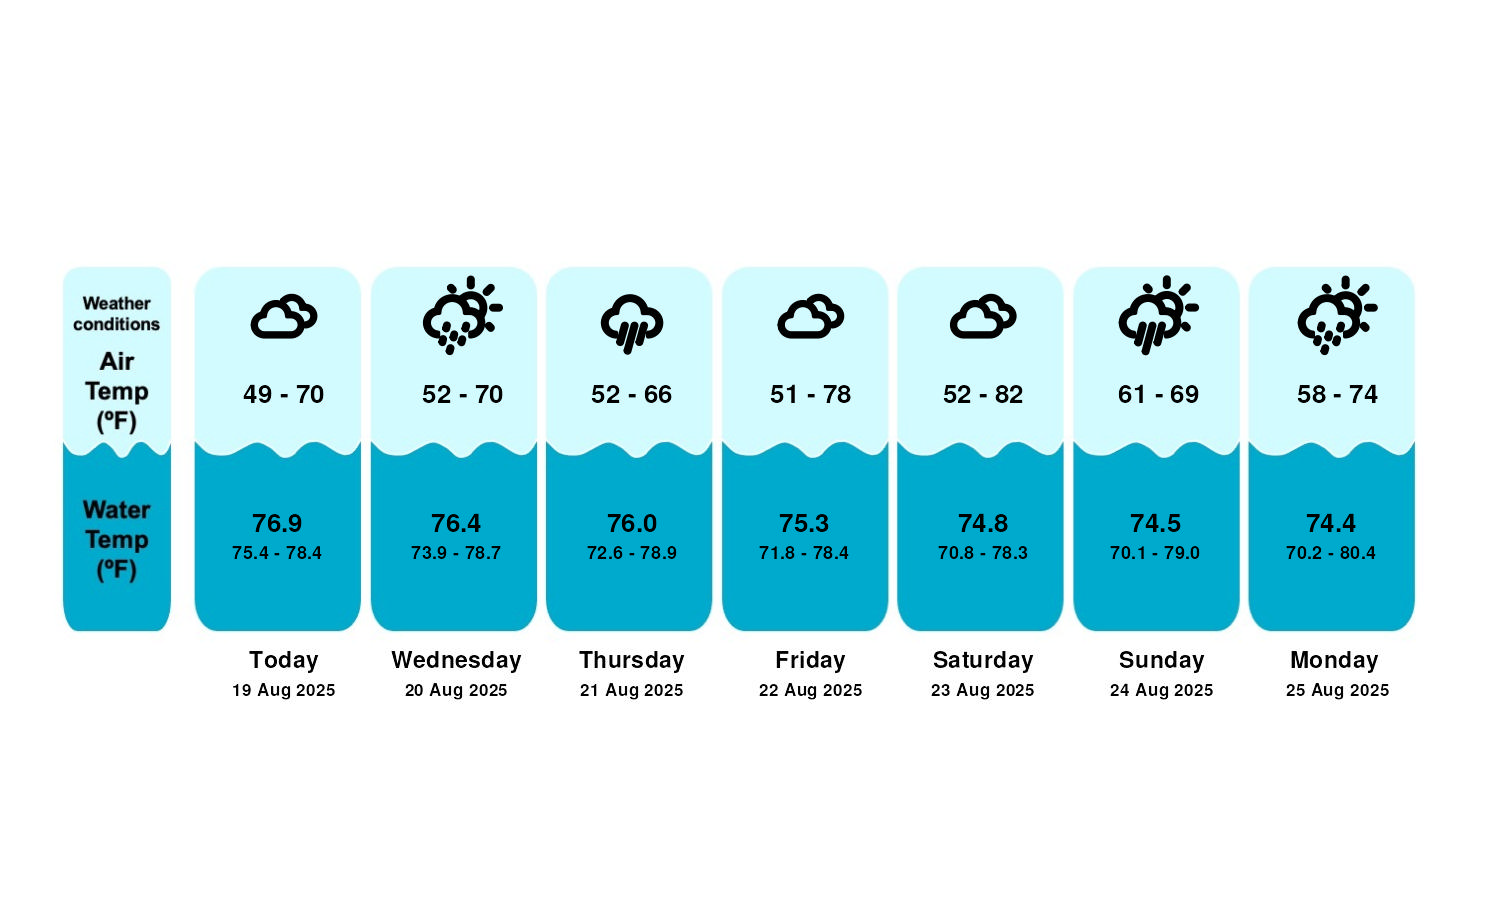 Weather
conditions
Air
Temp
(ºF)
49 - 70
52 - 70
52 - 66
51 - 78
52 - 82
61 - 69
58 - 74
Water
Temp
(ºF)
76.9
76.4
76.0
75.3
74.8
74.5
74.4
75.4 - 78.4
73.9 - 78.7
72.6 - 78.9
71.8 - 78.4
70.8 - 78.3
70.1 - 79.0
70.2 - 80.4
Today
Wednesday
Thursday
Friday
Saturday
Sunday
Monday
19 Aug 2025
20 Aug 2025
21 Aug 2025
22 Aug 2025
23 Aug 2025
24 Aug 2025
25 Aug 2025